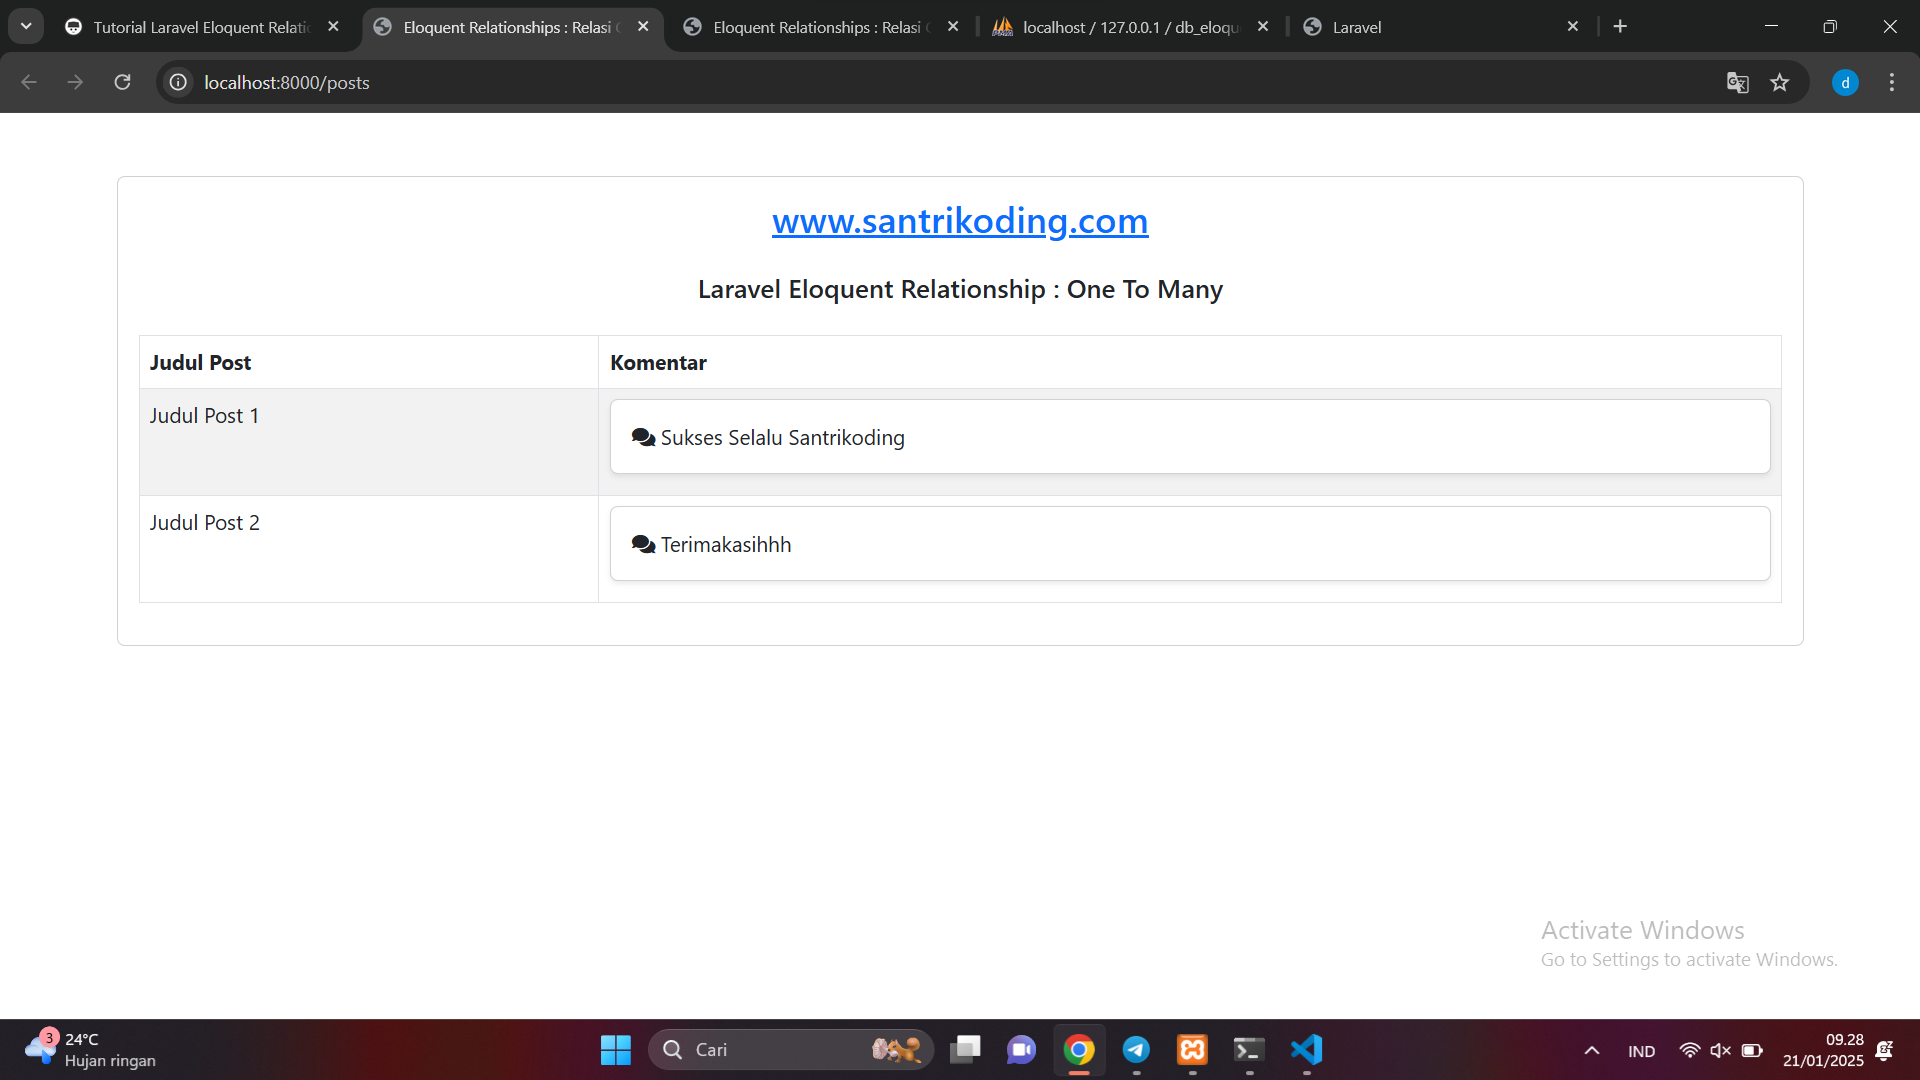 Tutorial Laravel Eloquent Relati
Eloquent Relationships : Relasi
Eloquent Relationships : Relasi
localhost / 127.0.0.1 / db_eloqu
Laravel
localhost:8000/posts
d
www.santrikoding.com
Laravel Eloquent Relationship : One To Many
Judul Post
Komentar
Judul Post 1
Sukses Selalu Santrikoding
Judul Post 2
Terimakasihhh
Activate Windows
Go to Settings to activate Windows.
3
24°C
Hujan ringan
Cari
IND
09.28
21/01/2025